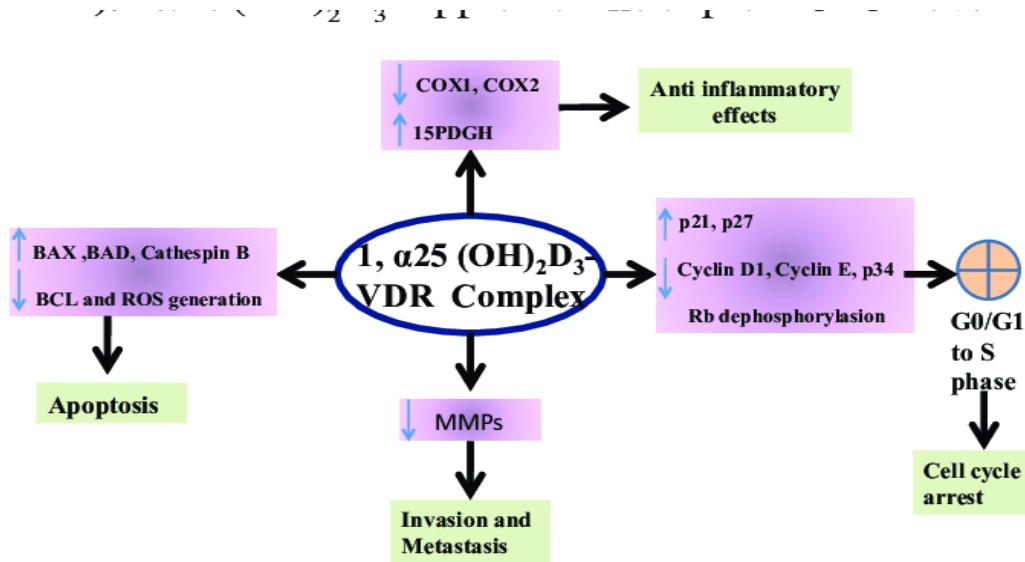 COX1, COX2
15PDGH
Anti inflammatory
effects
BAX ,BAD, Cathespin B
BCL and ROS generation
Apoptosis
1, α25 (OH)₂D₃-
VDR Complex
p21, p27
Cyclin D1, Cyclin E, p34
Rb dephosphorylasion
G0/G1
to S
phase
Cell cycle
arrest
MMPs
Invasion and
Metastasis